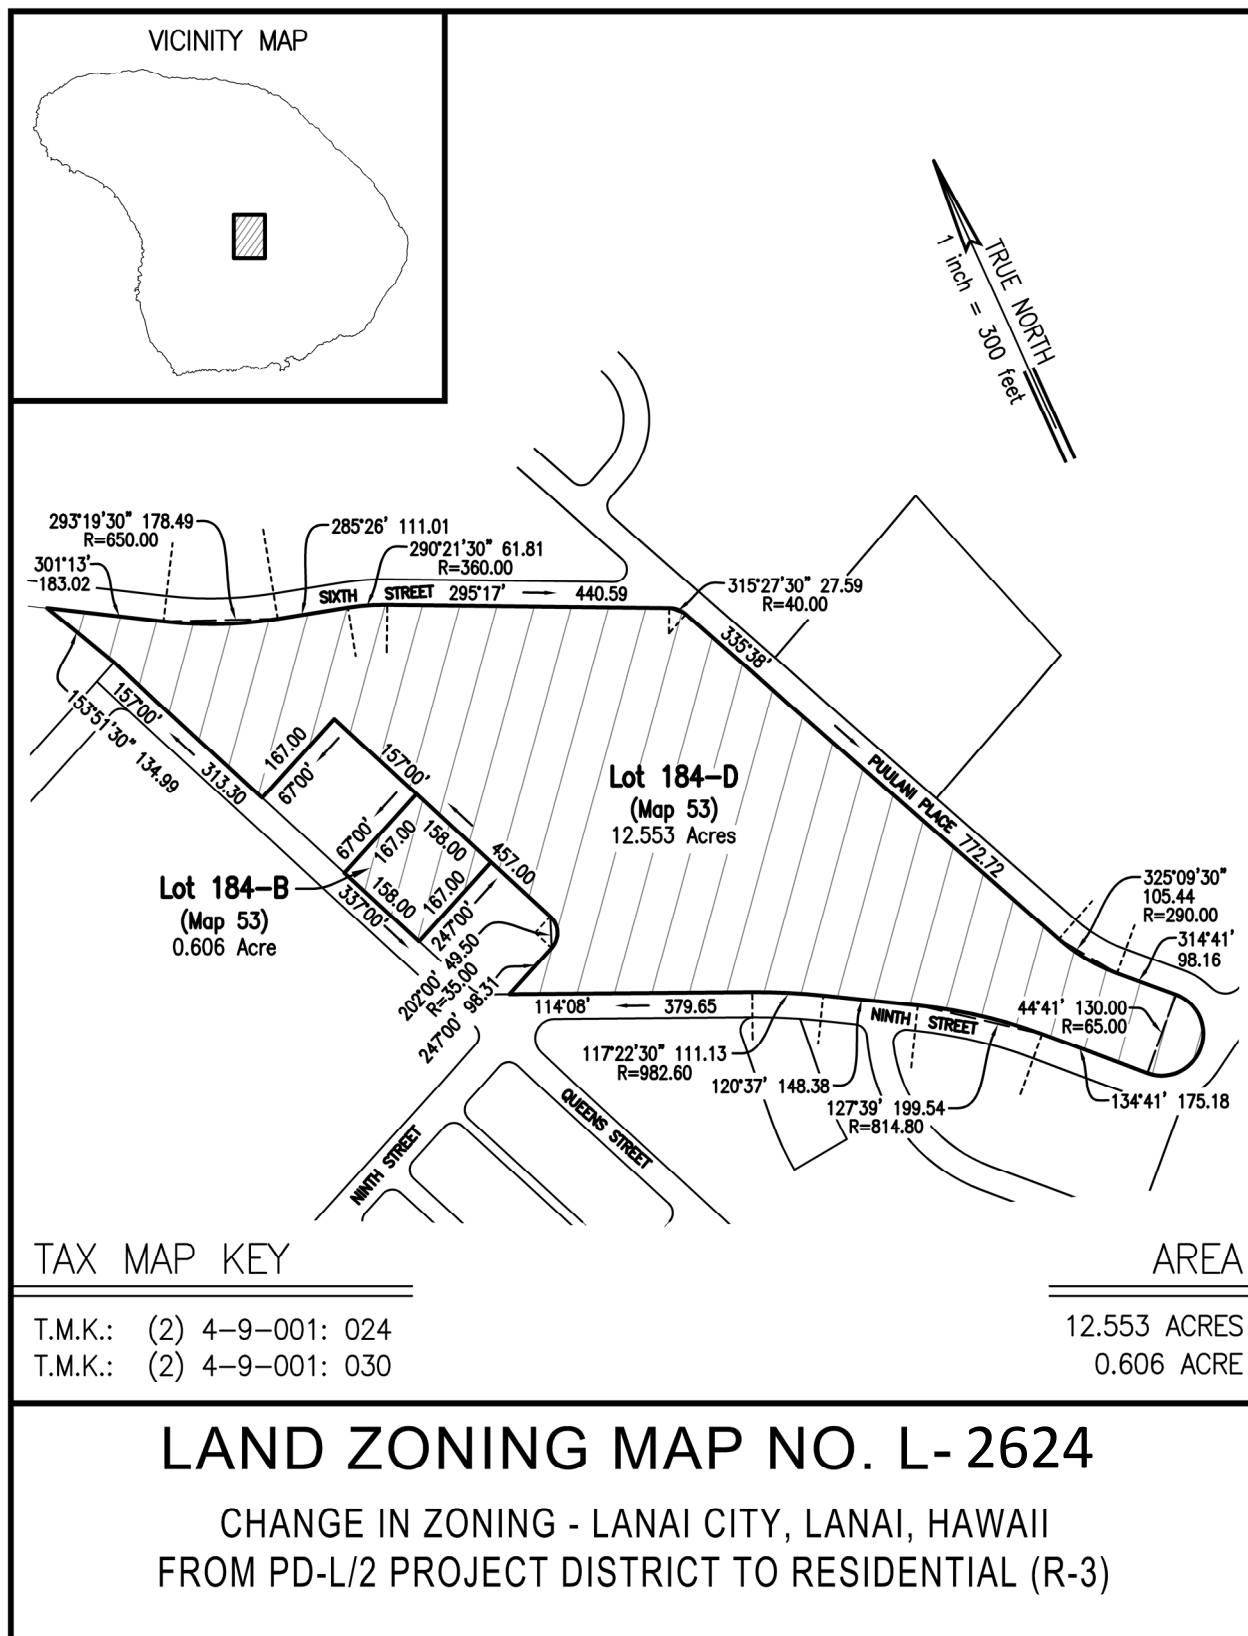 VICINITY MAP
TRUE NORTH
1 inch = 300 feet
293°19'30" 178.49
R=650.00
301°13'
183.02
285°26' 111.01
290°21'30" 61.81
R=360.00
SIXTH STREET 295°17' 440.59
315°27'30" 27.59
R=40.00
335°38'
PUULANI PLACE 772.72
153°51'30" 134.99
157°00'
313.30
167.00
67°00'
157°00'
457.00
67°00'
167.00
158.00
158.00
167.00
337°00'
247°00'
Lot 184-D
(Map 53)
12.553 Acres
Lot 184-B
(Map 53)
0.606 Acre
202°00' 49.50
R=35.00
247°00' 98.31
325°09'30"
105.44
R=290.00
314°41'
98.16
44°41' 130.00
R=65.00
114°08' 379.65
NINTH STREET
117°22'30" 111.13
R=982.60
120°37' 148.38
127°39' 199.54
R=814.80
134°41' 175.18
QUEENS STREET
NINTH STREET
TAX MAP KEY
AREA
T.M.K.: (2) 4-9-001: 024
12.553 ACRES
T.M.K.: (2) 4-9-001: 030
0.606 ACRE
LAND ZONING MAP NO. L- 2624
CHANGE IN ZONING - LANAI CITY, LANAI, HAWAII
FROM PD-L/2 PROJECT DISTRICT TO RESIDENTIAL (R-3)